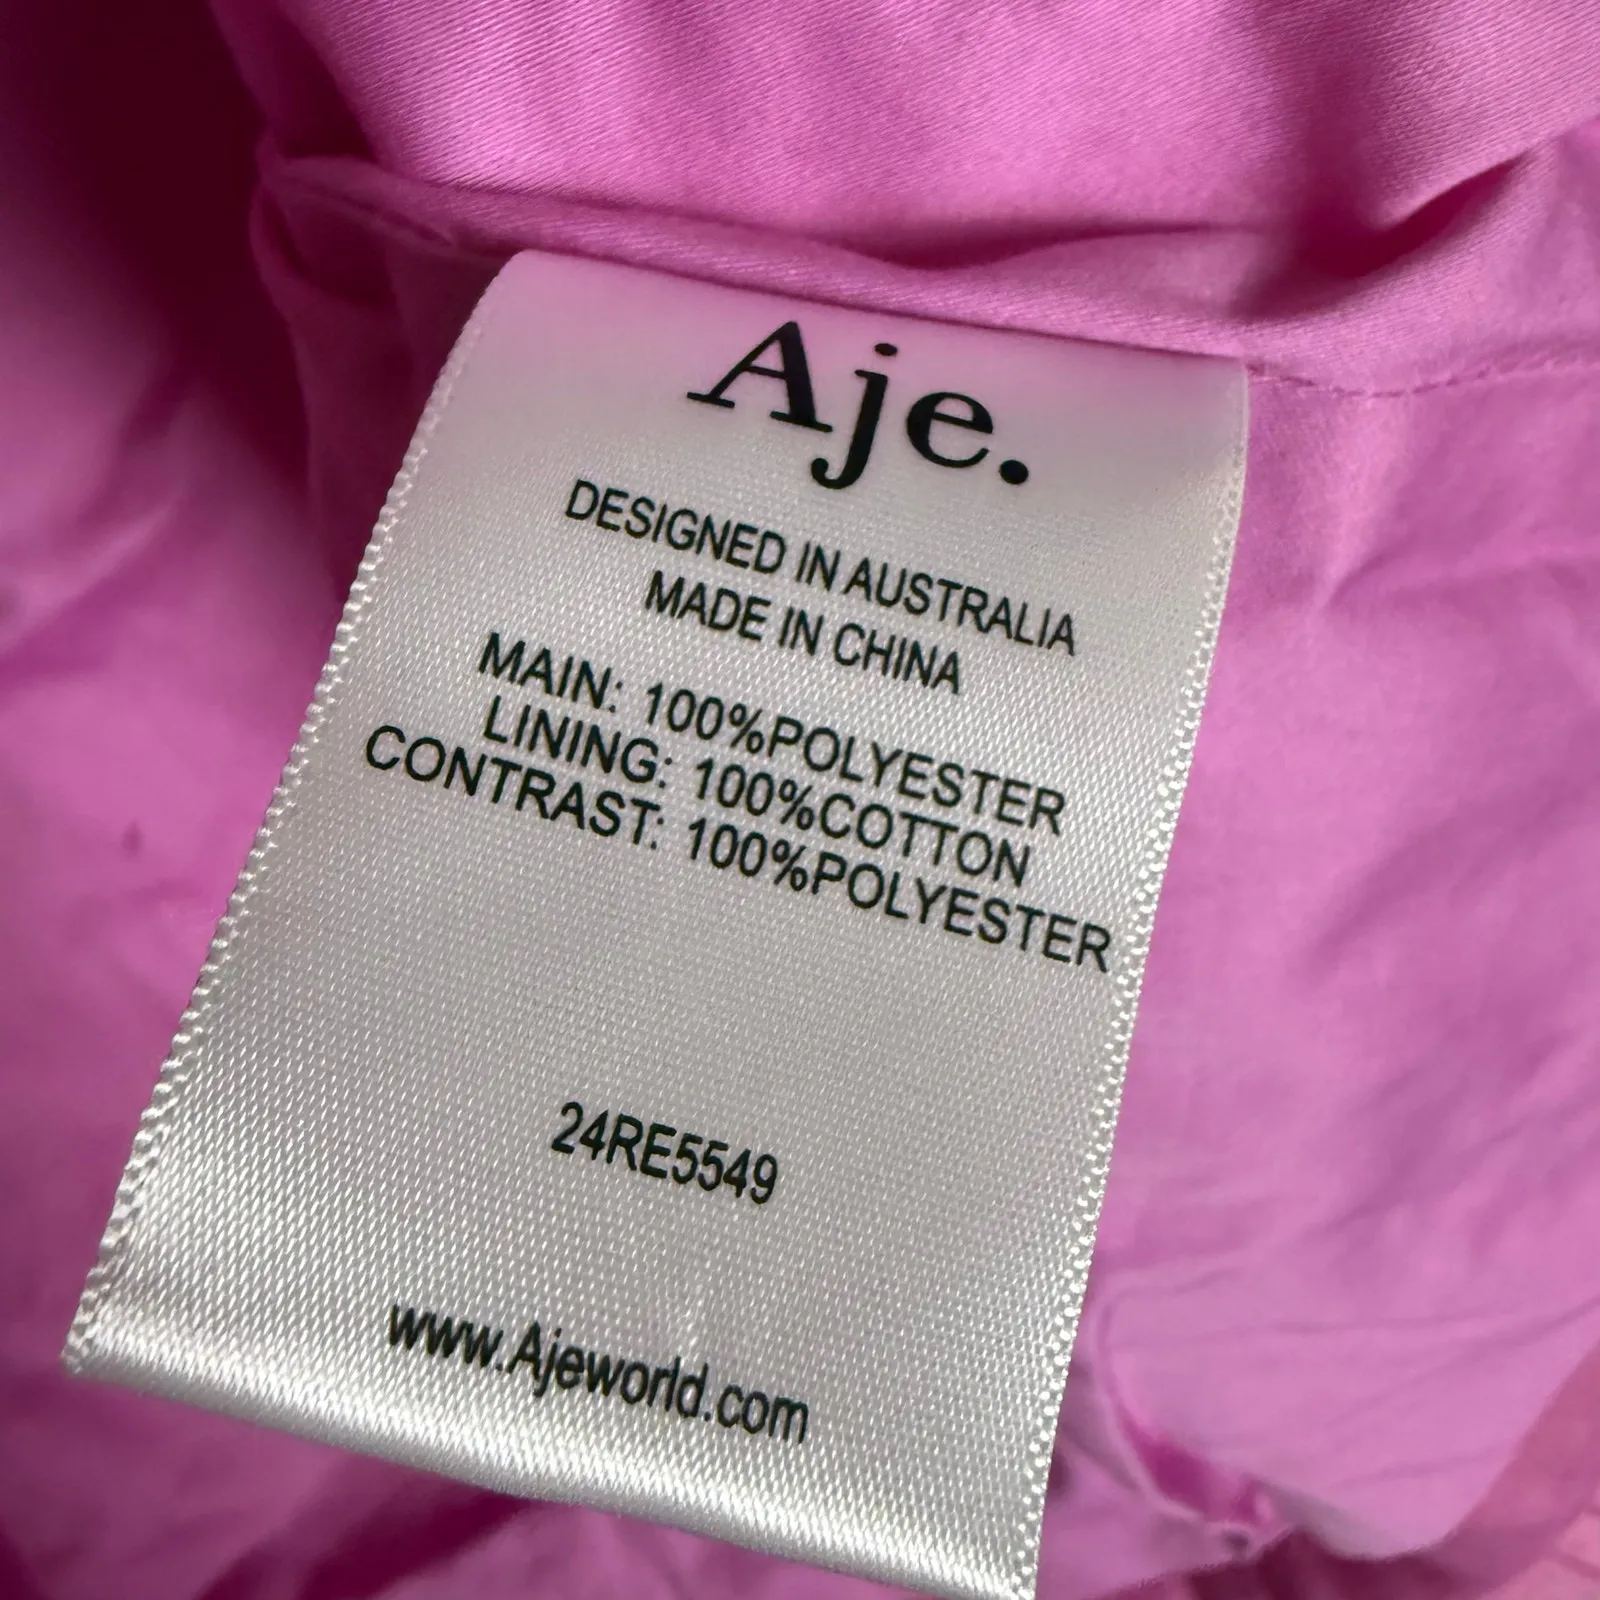 Aje.
DESIGNED IN AUSTRALIA
MADE IN CHINA
MAIN: 100%POLYESTER
LINING: 100%COTTON
CONTRAST: 100%POLYESTER
24RE5549
www.Ajeworld.com